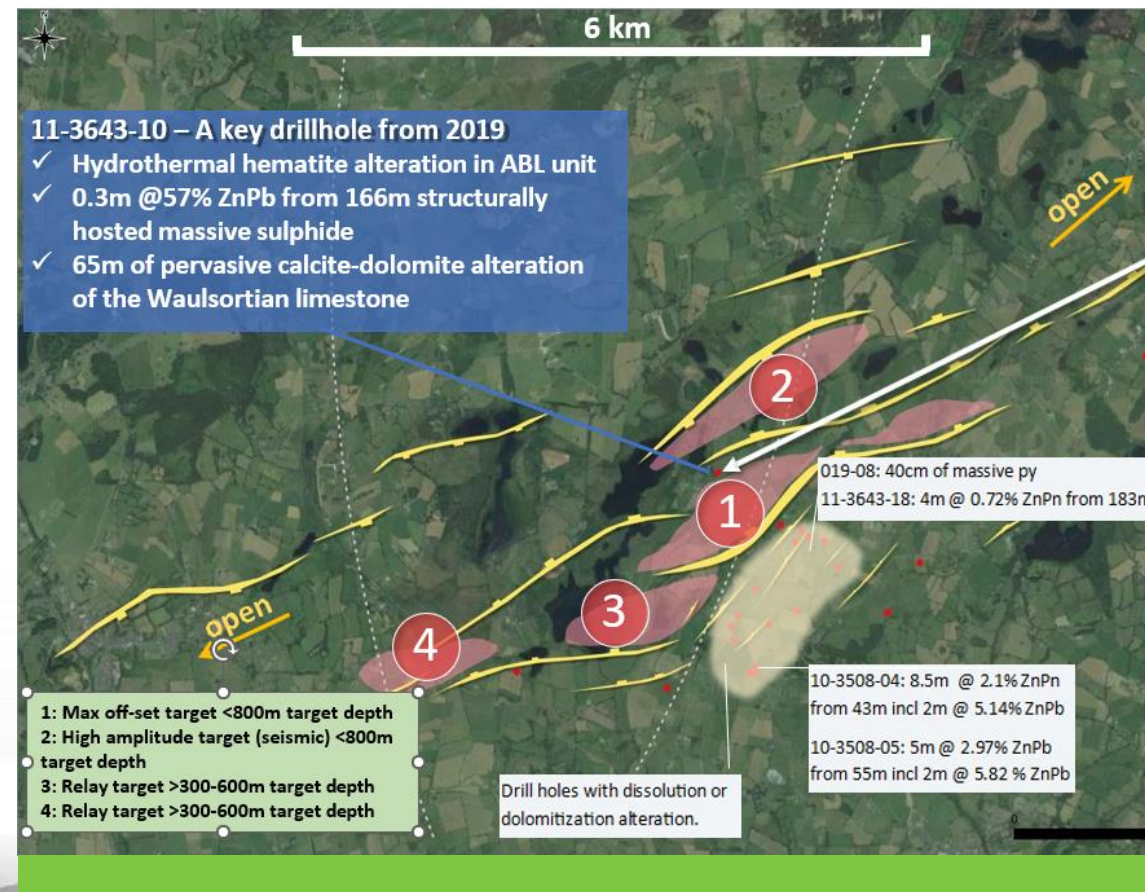 6 km
11-3643-10 – A key drillhole from 2019
✓ Hydrothermal hematite alteration in ABL unit
✓ 0.3m @57% ZnPb from 166m structurally
hosted massive sulphide
✓ 65m of pervasive calcite-dolomite alteration
of the Waulsortian limestone
open
2
1
019-08: 40cm of massive py
11-3643-18: 4m @ 0.72% ZnPn from 183m
3
open
4
10-3508-04: 8.5m @ 2.1% ZnPn
from 43m incl 2m @ 5.14% ZnPb
10-3508-05: 5m @ 2.97% ZnPb
from 55m incl 2m @ 5.82 % ZnPb
1: Max off-set target <800m target depth
2: High amplitude target (seismic) <800m
target depth
3: Relay target >300-600m target depth
4: Relay target >300-600m target depth
Drill holes with dissolution or
dolomitization alteration.
0